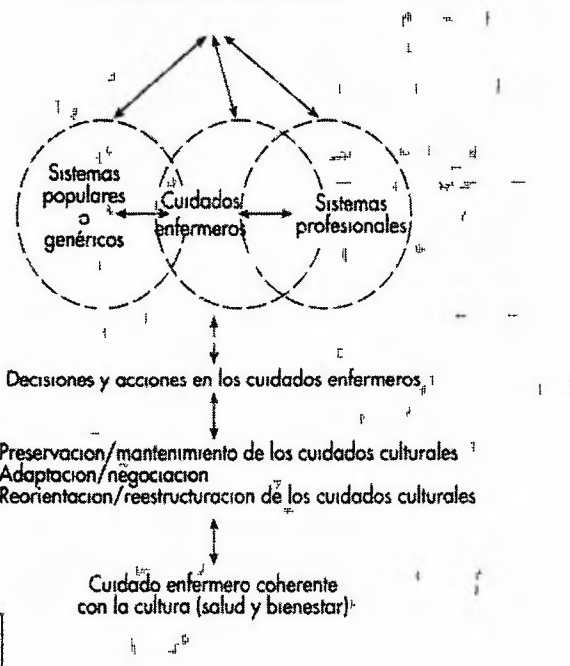 Sistemas
populares
o
genéricos
Cuidados
enfermeros
Sistemas
profesionales
Decisiones y acciones en los cuidados enfermeros
Preservacion/mantenimiento de los cuidados culturales
Adaptacion/negociacion
Reorientacion/reestructuracion de los cuidados culturales
Cuidado enfermero coherente
con la cultura (salud y bienestar)